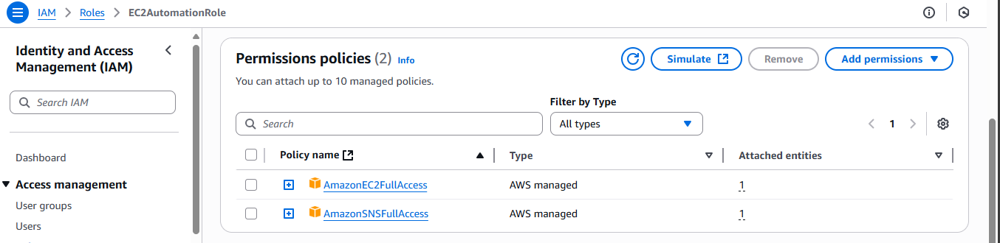 IAM > Roles > EC2AutomationRole
Identity and Access
Management (IAM)
Search IAM
Dashboard
Access management
User groups
Users
Permissions policies (2) Info
Simulate
Remove
Add permissions
You can attach up to 10 managed policies.
Filter by Type
Search
All types
1
Policy name
Type
Attached entities
AmazonEC2FullAccess AWS managed 1
AmazonSNSFullAccess AWS managed 1